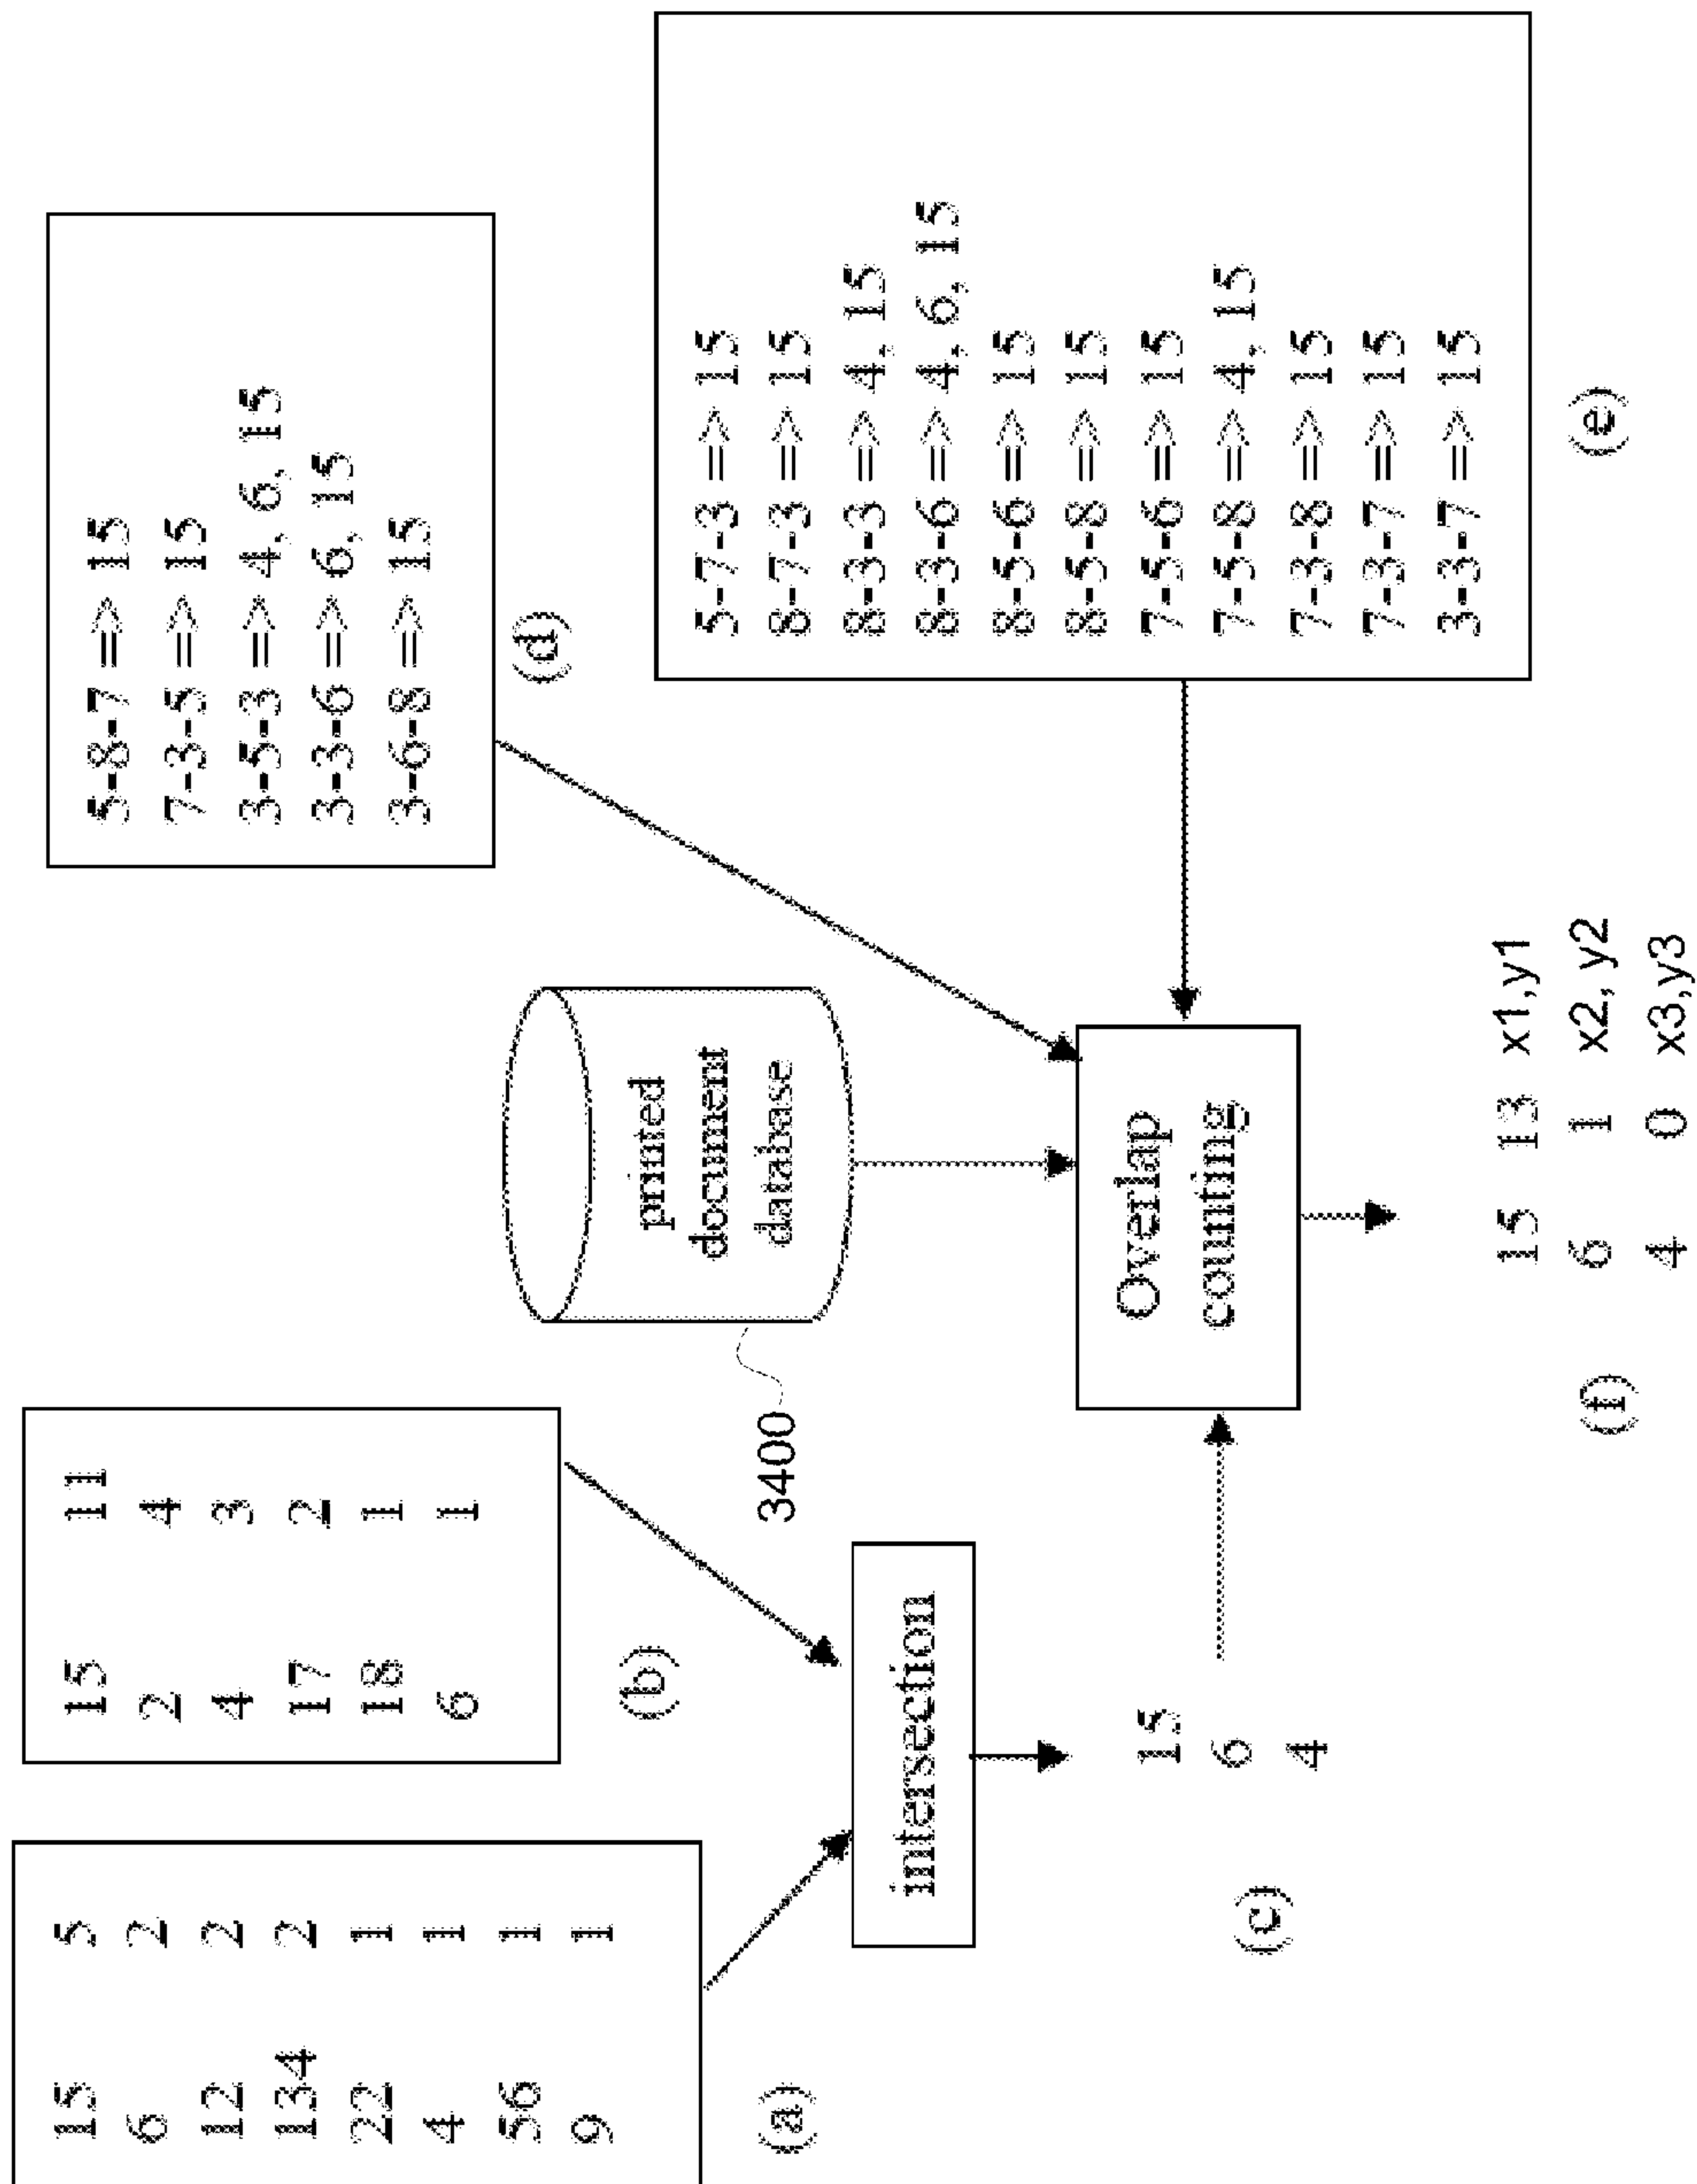 15 5
6 2
12 2
134 2
22 1
4 1
56 1
9 1
(a)
15 11
2 4
4 3
17 2
18 1
6 1
(b)
intersection
15
6
4
(c)
3400
printed
document
database
5-8-7 => 15
7-3-5 => 15
3-5-3 => 4, 6, 15
3-3-6 => 6, 15
3-6-8 => 15
(d)
5-7-3 => 15
8-7-3 => 15
8-3-3 => 4, 15
8-3-6 => 4, 6, 15
8-5-6 => 15
8-5-8 => 15
7-5-6 => 15
7-5-8 => 4, 15
7-3-8 => 15
7-3-7 => 15
3-3-7 => 15
(e)
Overlap
counting
15 13 x1,y1
6 1 x2,y2
4 0 x3,y3
(f)